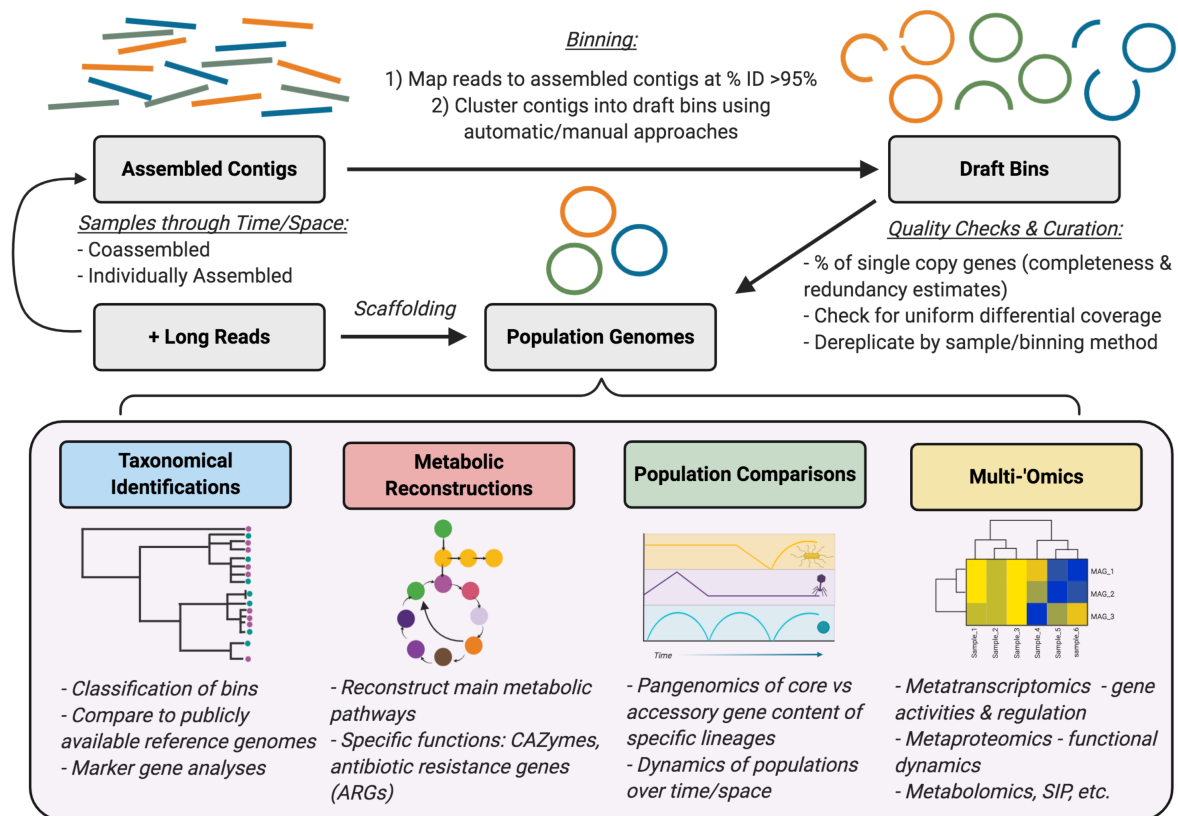 Binning:
1) Map reads to assembled contigs at % ID >95%
2) Cluster contigs into draft bins using
automatic/manual approaches
Assembled Contigs
Draft Bins
Samples through Time/Space:
- Coassembled
- Individually Assembled
Quality Checks & Curation:
- % of single copy genes (completeness &
redundancy estimates)
- Check for uniform differential coverage
- Dereplicate by sample/binning method
+ Long Reads
Scaffolding
Population Genomes
Taxonomical
Identifications
- Classification of bins
- Compare to publicly
available reference genomes
- Marker gene analyses
Metabolic
Reconstructions
- Reconstruct main metabolic
pathways
- Specific functions: CAZymes,
antibiotic resistance genes
(ARGs)
Population Comparisons
Time
- Pangenomics of core vs
accessory gene content of
specific lineages
- Dynamics of populations
over time/space
Multi-'Omics
MAG_1
MAG_2
MAG_3
Sample_1
Sample_2
Sample_3
Sample_4
Sample_5
sample_6
- Metatranscriptomics - gene
activities & regulation
- Metaproteomics - functional
dynamics
- Metabolomics, SIP, etc.